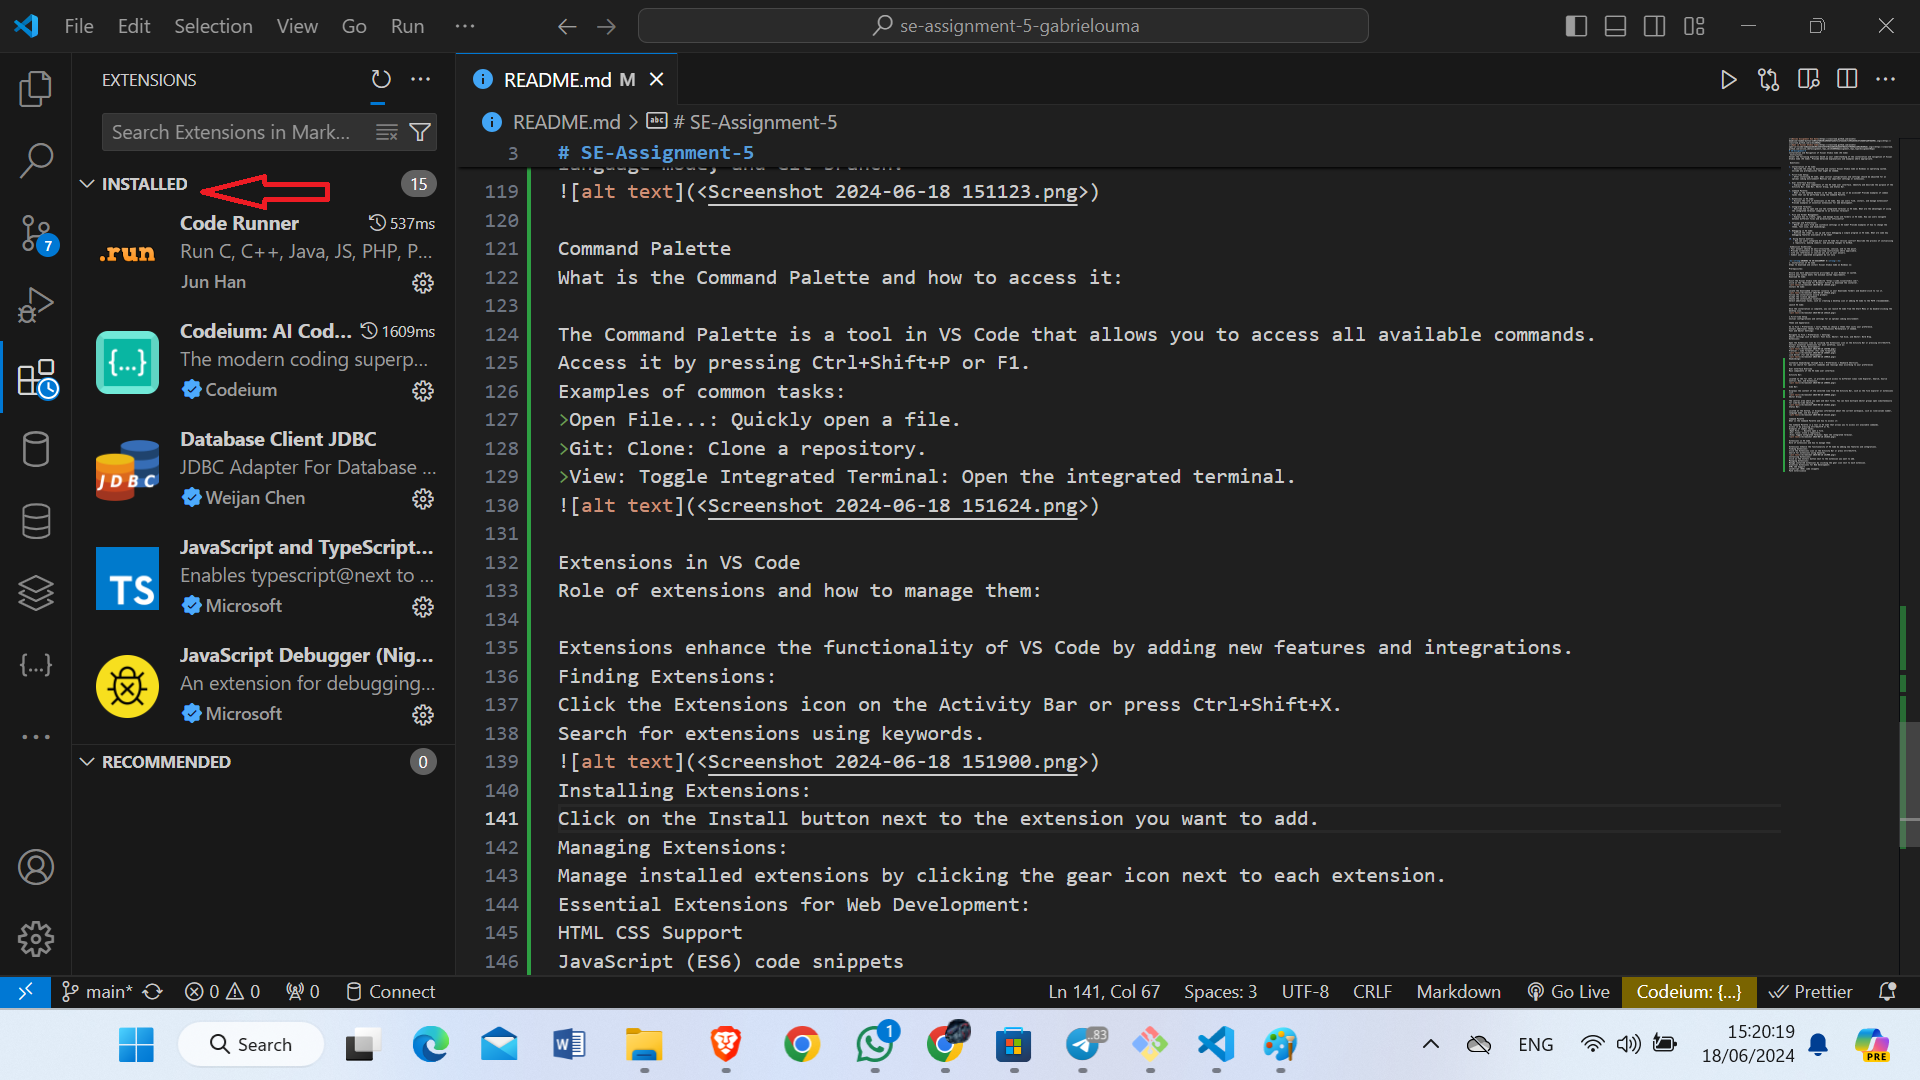 File Edit Selection View Go Run ···
se-assignment-5-gabrielouma
EXTENSIONS
Search Extensions in Mark...
INSTALLED 15
Code Runner 537ms
.run
Run C, C++, Java, JS, PHP, P...
Jun Han
Codeium: AI Cod... 1609ms
{...}
The modern coding superp...
Codeium
Database Client JDBC
JDBC
JDBC Adapter For Database ...
Weijan Chen
JavaScript and TypeScript...
TS
Enables typescript@next to ...
Microsoft
JavaScript Debugger (Nig...
An extension for debugging...
Microsoft
RECOMMENDED 0
7
{...}
README.md M
README.md > abc # SE-Assignment-5
3 # SE-Assignment-5
119 ![alt text](<Screenshot 2024-06-18 151123.png>)
120
121 Command Palette
122 What is the Command Palette and how to access it:
123
124 The Command Palette is a tool in VS Code that allows you to access all available commands.
125 Access it by pressing Ctrl+Shift+P or F1.
126 Examples of common tasks:
127 >Open File...: Quickly open a file.
128 >Git: Clone: Clone a repository.
129 >View: Toggle Integrated Terminal: Open the integrated terminal.
130 ![alt text](<Screenshot 2024-06-18 151624.png>)
131
132 Extensions in VS Code
133 Role of extensions and how to manage them:
134
135 Extensions enhance the functionality of VS Code by adding new features and integrations.
136 Finding Extensions:
137 Click the Extensions icon on the Activity Bar or press Ctrl+Shift+X.
138 Search for extensions using keywords.
139 ![alt text](<Screenshot 2024-06-18 151900.png>)
140 Installing Extensions:
141 Click on the Install button next to the extension you want to add.
142 Managing Extensions:
143 Manage installed extensions by clicking the gear icon next to each extension.
144 Essential Extensions for Web Development:
145 HTML CSS Support
146 JavaScript (ES6) code snippets
main* 0 0 0 Connect
Ln 141, Col 67 Spaces: 3 UTF-8 CRLF Markdown Go Live Codeium: {...} Prettier
Search
W
1
.83
ENG
15:20:19
18/06/2024
PRE